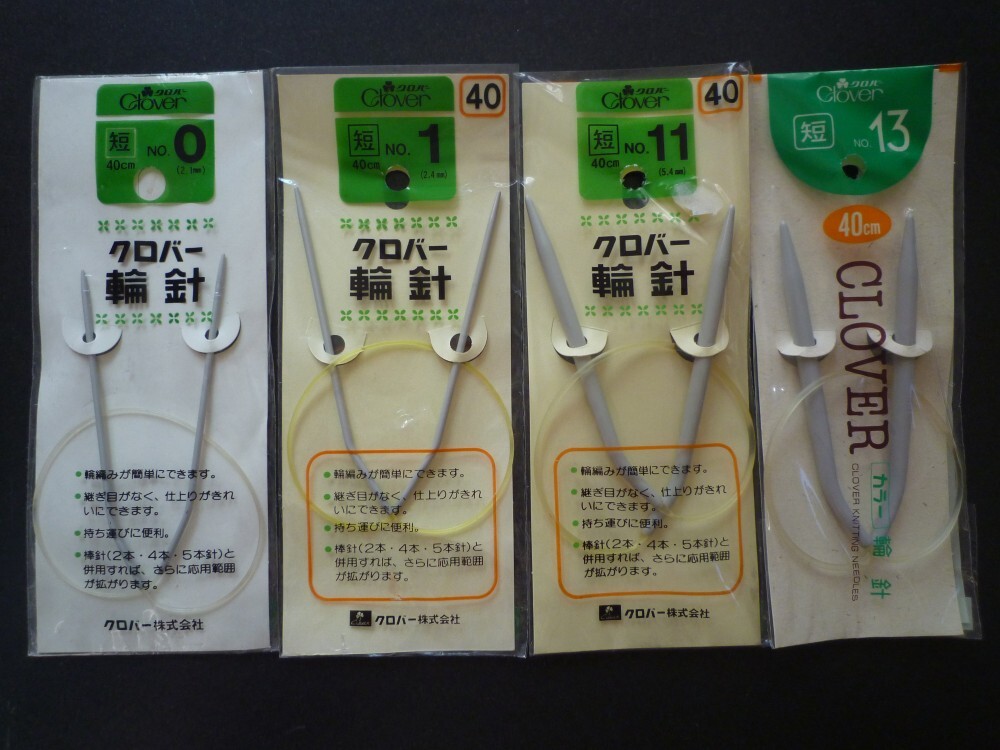 クロバー
Clover
短 NO. 0
40cm (2.1mm)
クロバー
輪針
輪編みが簡単にできます。
継ぎ目がなく、仕上りがきれ
いにできます。
持ち運びに便利。
棒針(2本・4本・5本針)と
併用すれば、さらに応用範囲
が拡がります。
クロバー株式会社
クロバー
Clover
40
短 NO. 1
40cm (2.4mm)
クロバー
輪針
輪編みが簡単にできます。
継ぎ目がなく、仕上りがきれ
いにできます。
持ち運びに便利。
棒針(2本・4本・5本針)と
併用すれば、さらに応用範囲
が拡がります。
クロバー株式会社
クロバー
Clover
40
短 NO. 11
40cm (5.4mm)
クロバー
輪針
輪編みが簡単にできます。
継ぎ目がなく、仕上りがきれ
いにできます。
持ち運びに便利。
棒針(2本・4本・5本針)と
併用すれば、さらに応用範囲
が拡がります。
クロバー株式会社
クロバー
Clover
短 NO. 13
40cm
CLOVER
カラー輪針
CLOVER KNITTING NEEDLES